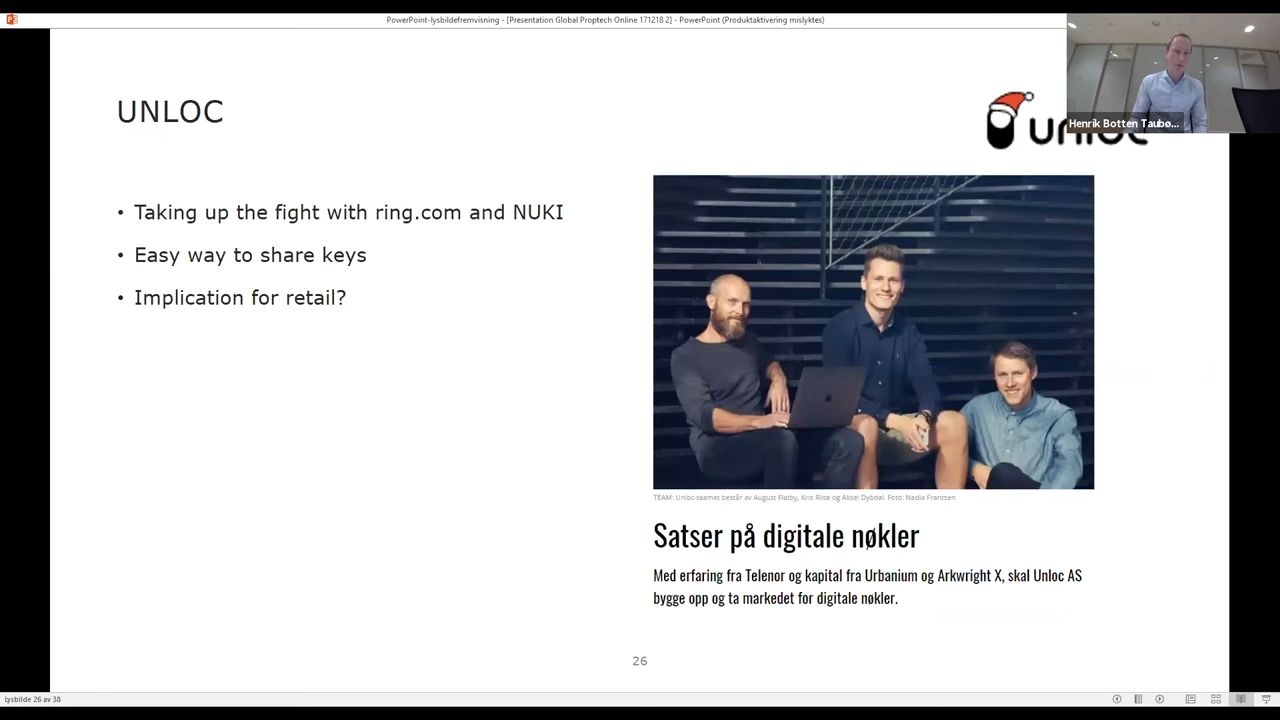 PowerPoint-lysbildefremvisning - [Presentation Global Proptech Online 171218 2] - PowerPoint (Produktaktivering mislyktes)
UNLOC
unloc
Henrik Botten Taubø...
• Taking up the fight with ring.com and NUKI
• Easy way to share keys
• Implication for retail?
TEAM: Unloc-teamet består av August Flatby, Kris Riise og Aksel Dybdal. Foto: Nadia Frantsen
Satser på digitale nøkler
Med erfaring fra Telenor og kapital fra Urbanium og Arkwright X, skal Unloc AS
bygge opp og ta markedet for digitale nøkler.
26
Lysbilde 26 av 38